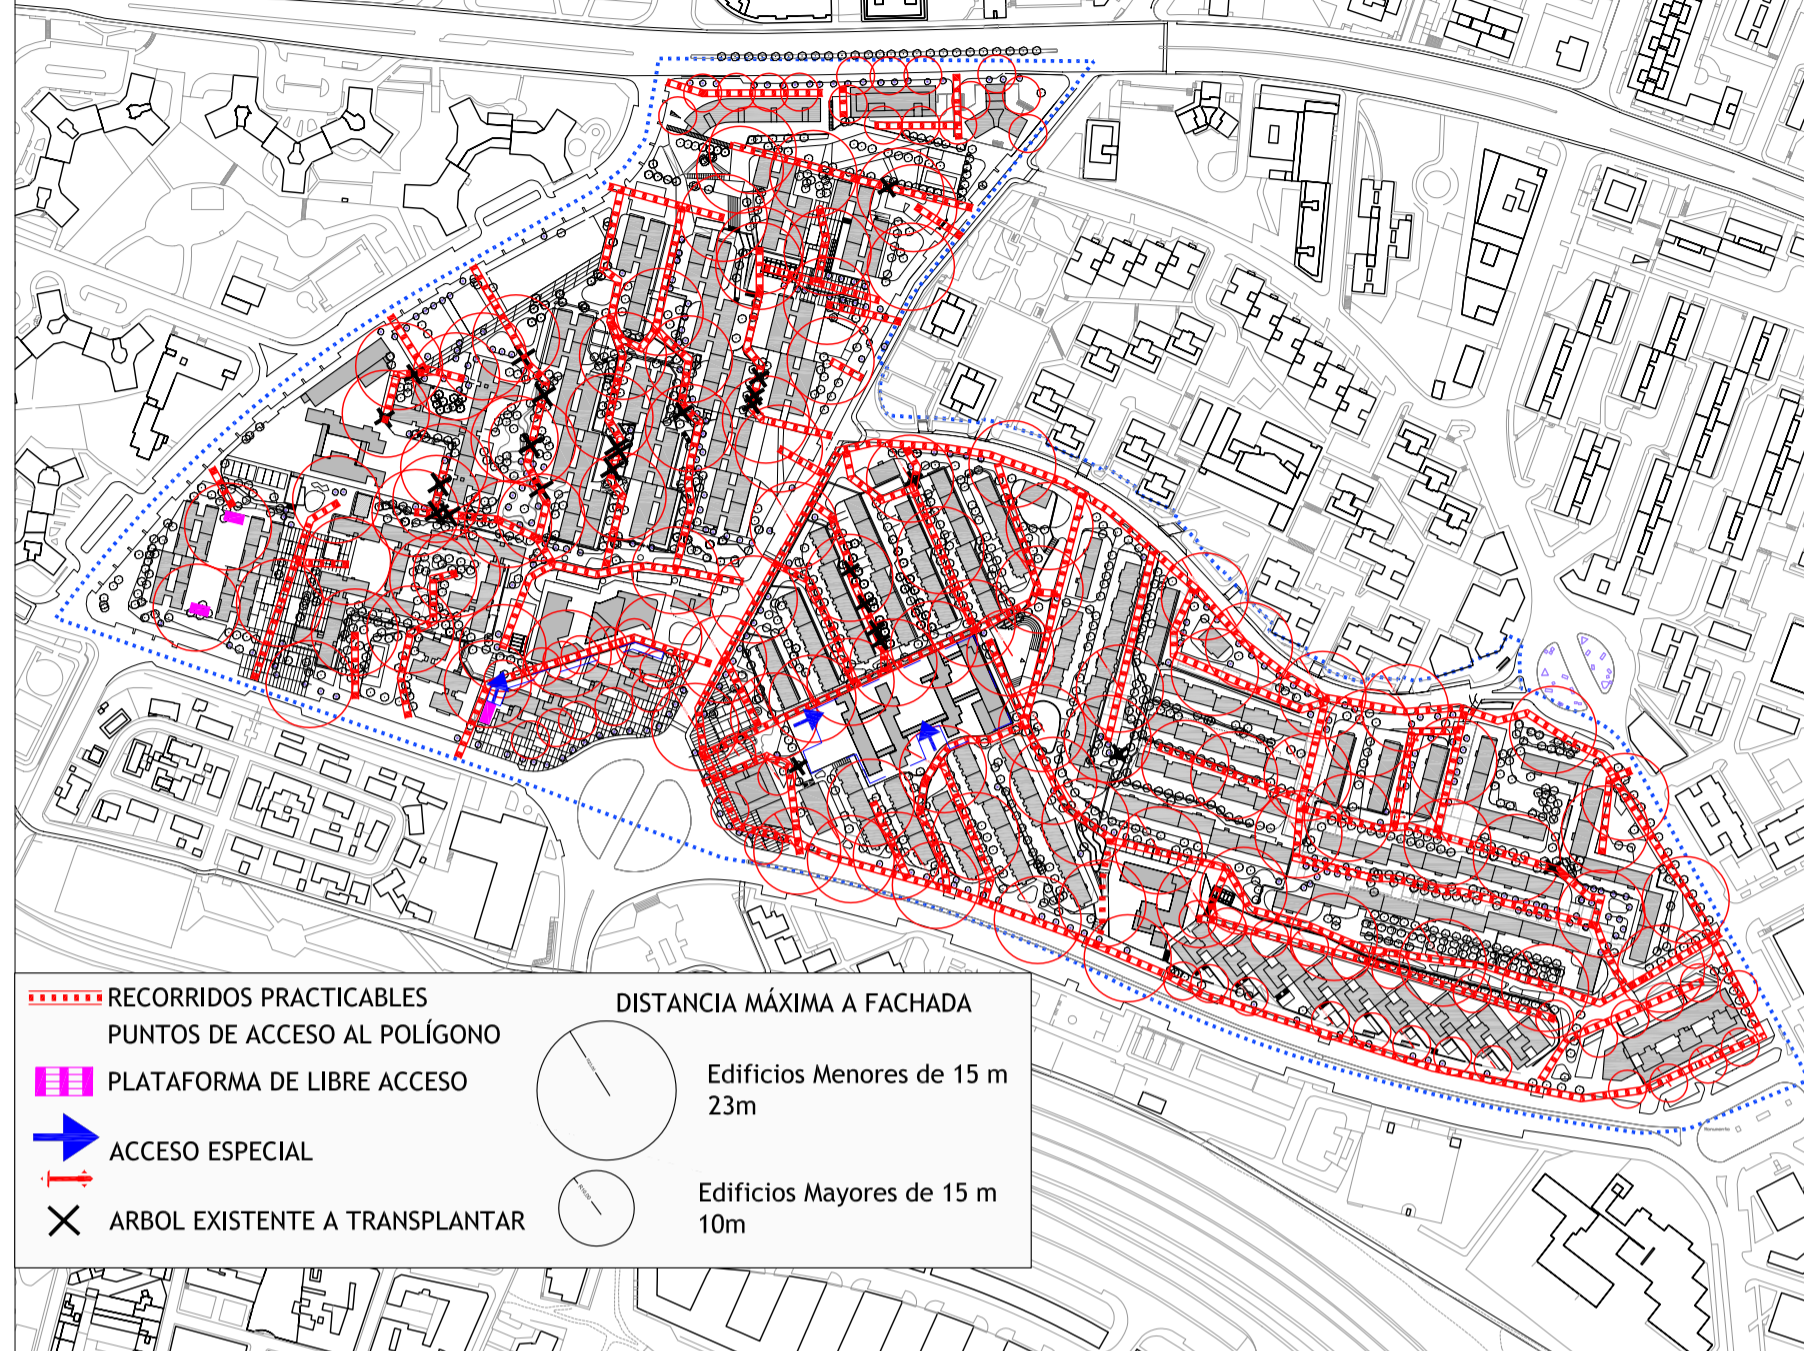 RECORRIDOS PRACTICABLES
PUNTOS DE ACCESO AL POLÍGONO
PLATAFORMA DE LIBRE ACCESO
ACCESO ESPECIAL
ARBOL EXISTENTE A TRANSPLANTAR
DISTANCIA MÁXIMA A FACHADA
Edificios Menores de 15 m
23m
Edificios Mayores de 15 m
10m